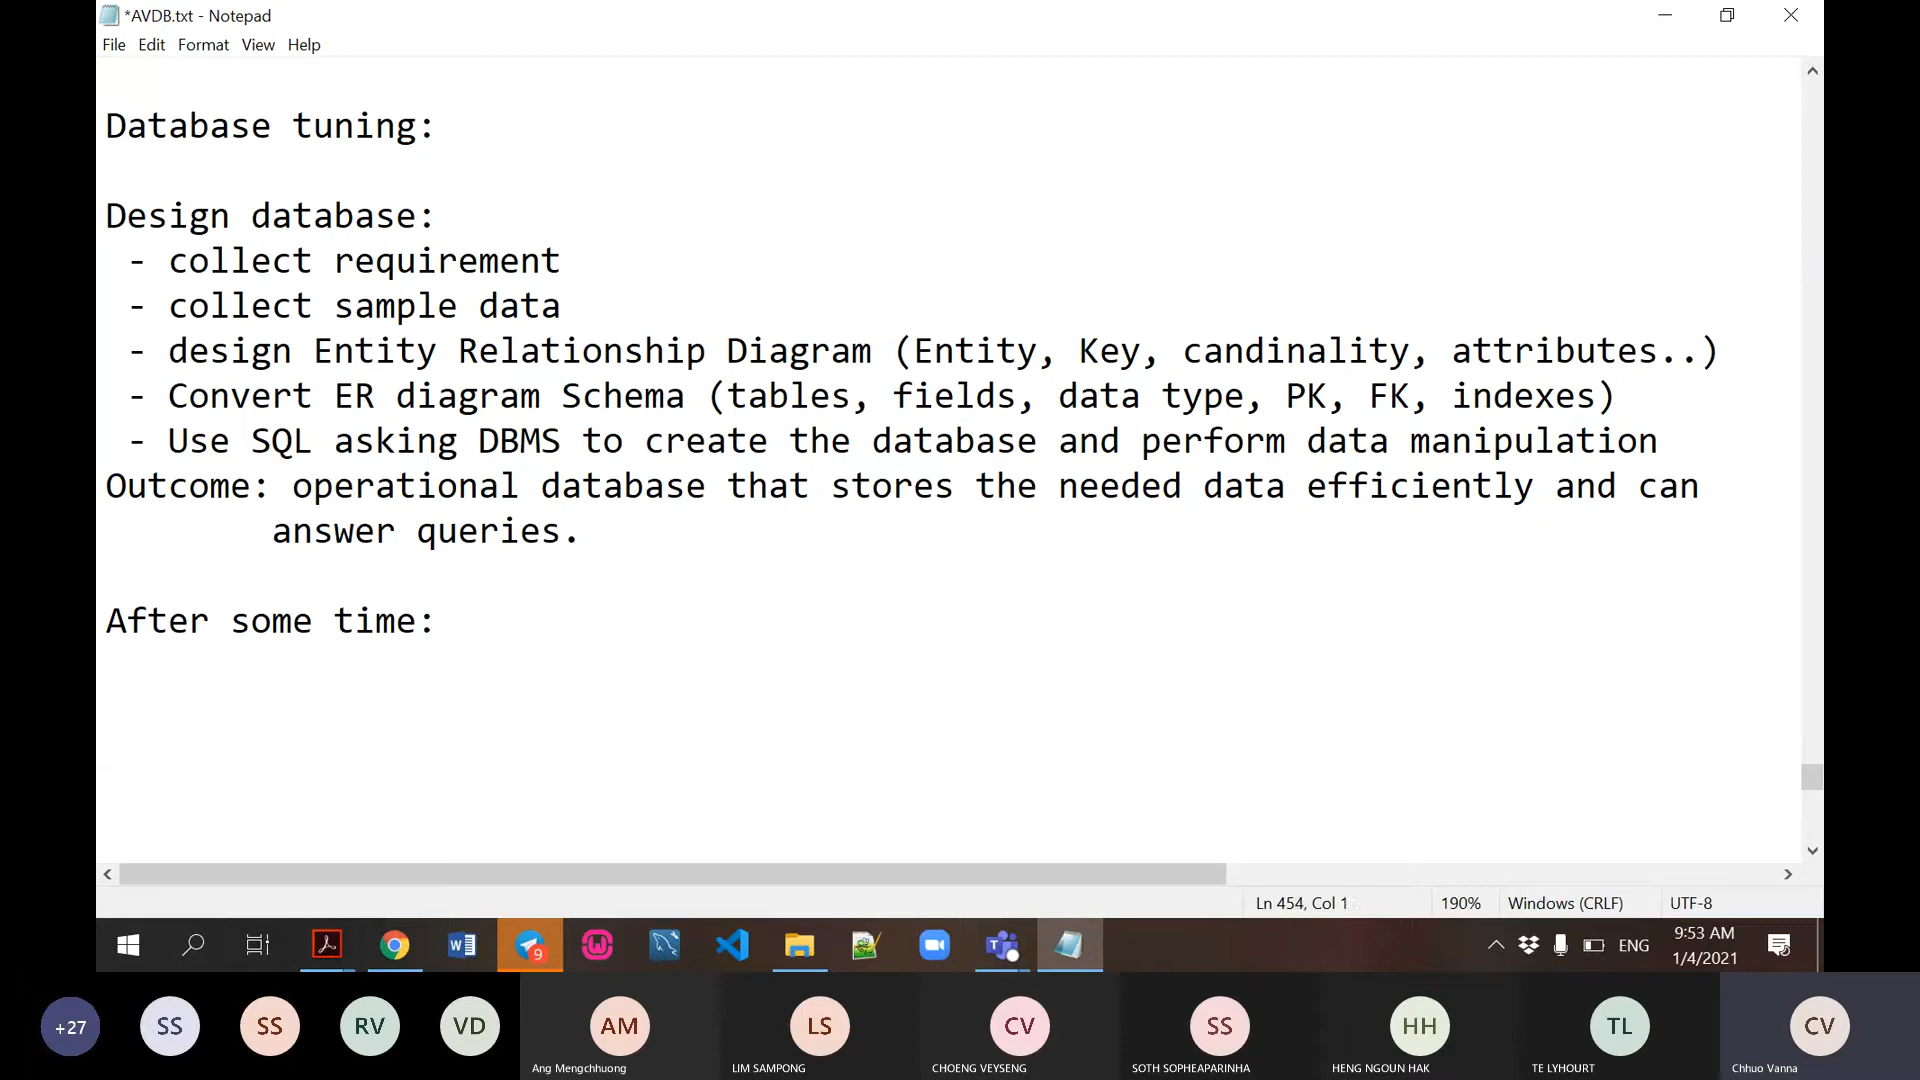 *AVDB.txt - Notepad
File Edit Format View Help
Database tuning:
Design database:
- collect requirement
- collect sample data
- design Entity Relationship Diagram (Entity, Key, candinality, attributes..)
- Convert ER diagram Schema (tables, fields, data type, PK, FK, indexes)
- Use SQL asking DBMS to create the database and perform data manipulation
Outcome: operational database that stores the needed data efficiently and can
answer queries.
After some time:
Ln 454, Col 1 190% Windows (CRLF) UTF-8
9
ENG
9:53 AM
1/4/2021
+27 SS SS RV VD AM LS CV SS HH TL CV
Ang Mengchhuong LIM SAMPONG CHOENG VEYSENG SOTH SOPHEAPARINHA HENG NGOUN HAK TE LYHOURT Chhuo Vanna